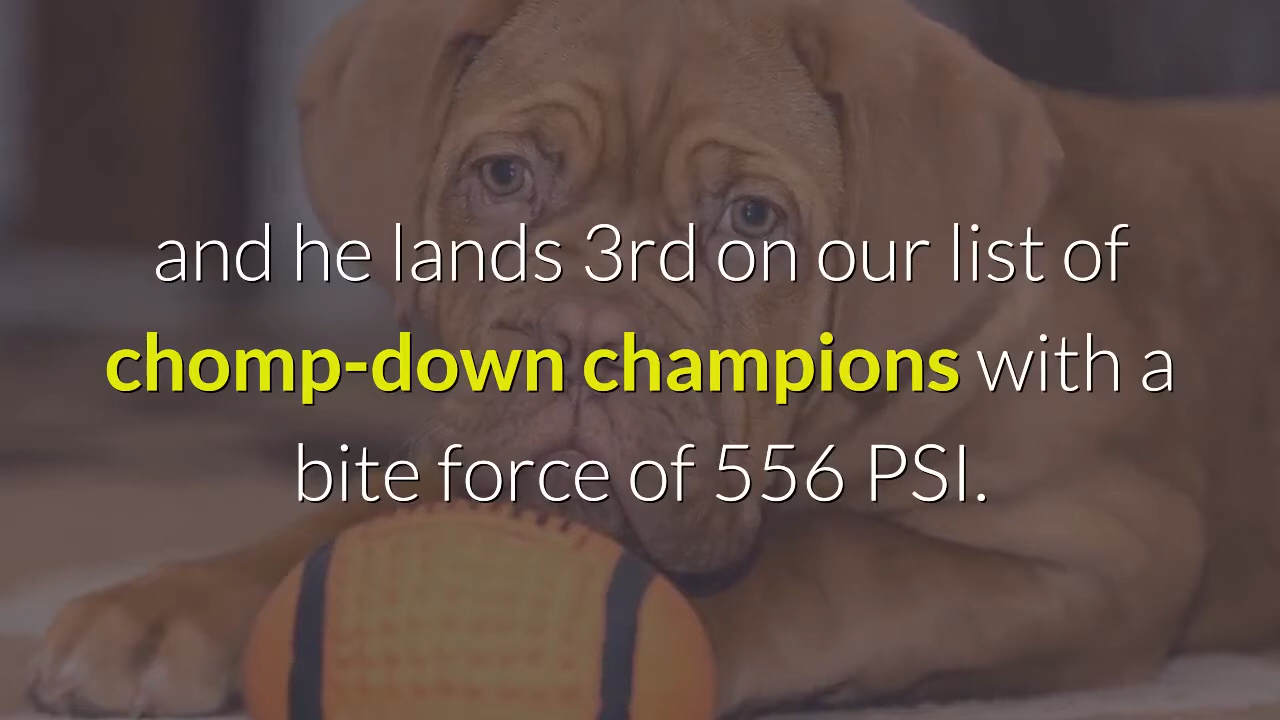 and he lands 3rd on our list of
chomp-down champions with a
bite force of 556 PSI.